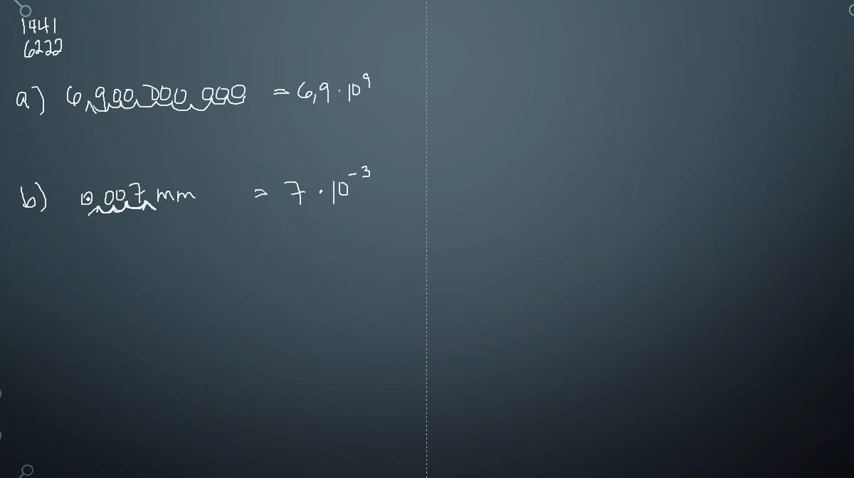 1441
6222
a) 6,900 000 000 = 6,9 · 10⁹
b) 0.007 mm = 7 · 10⁻³